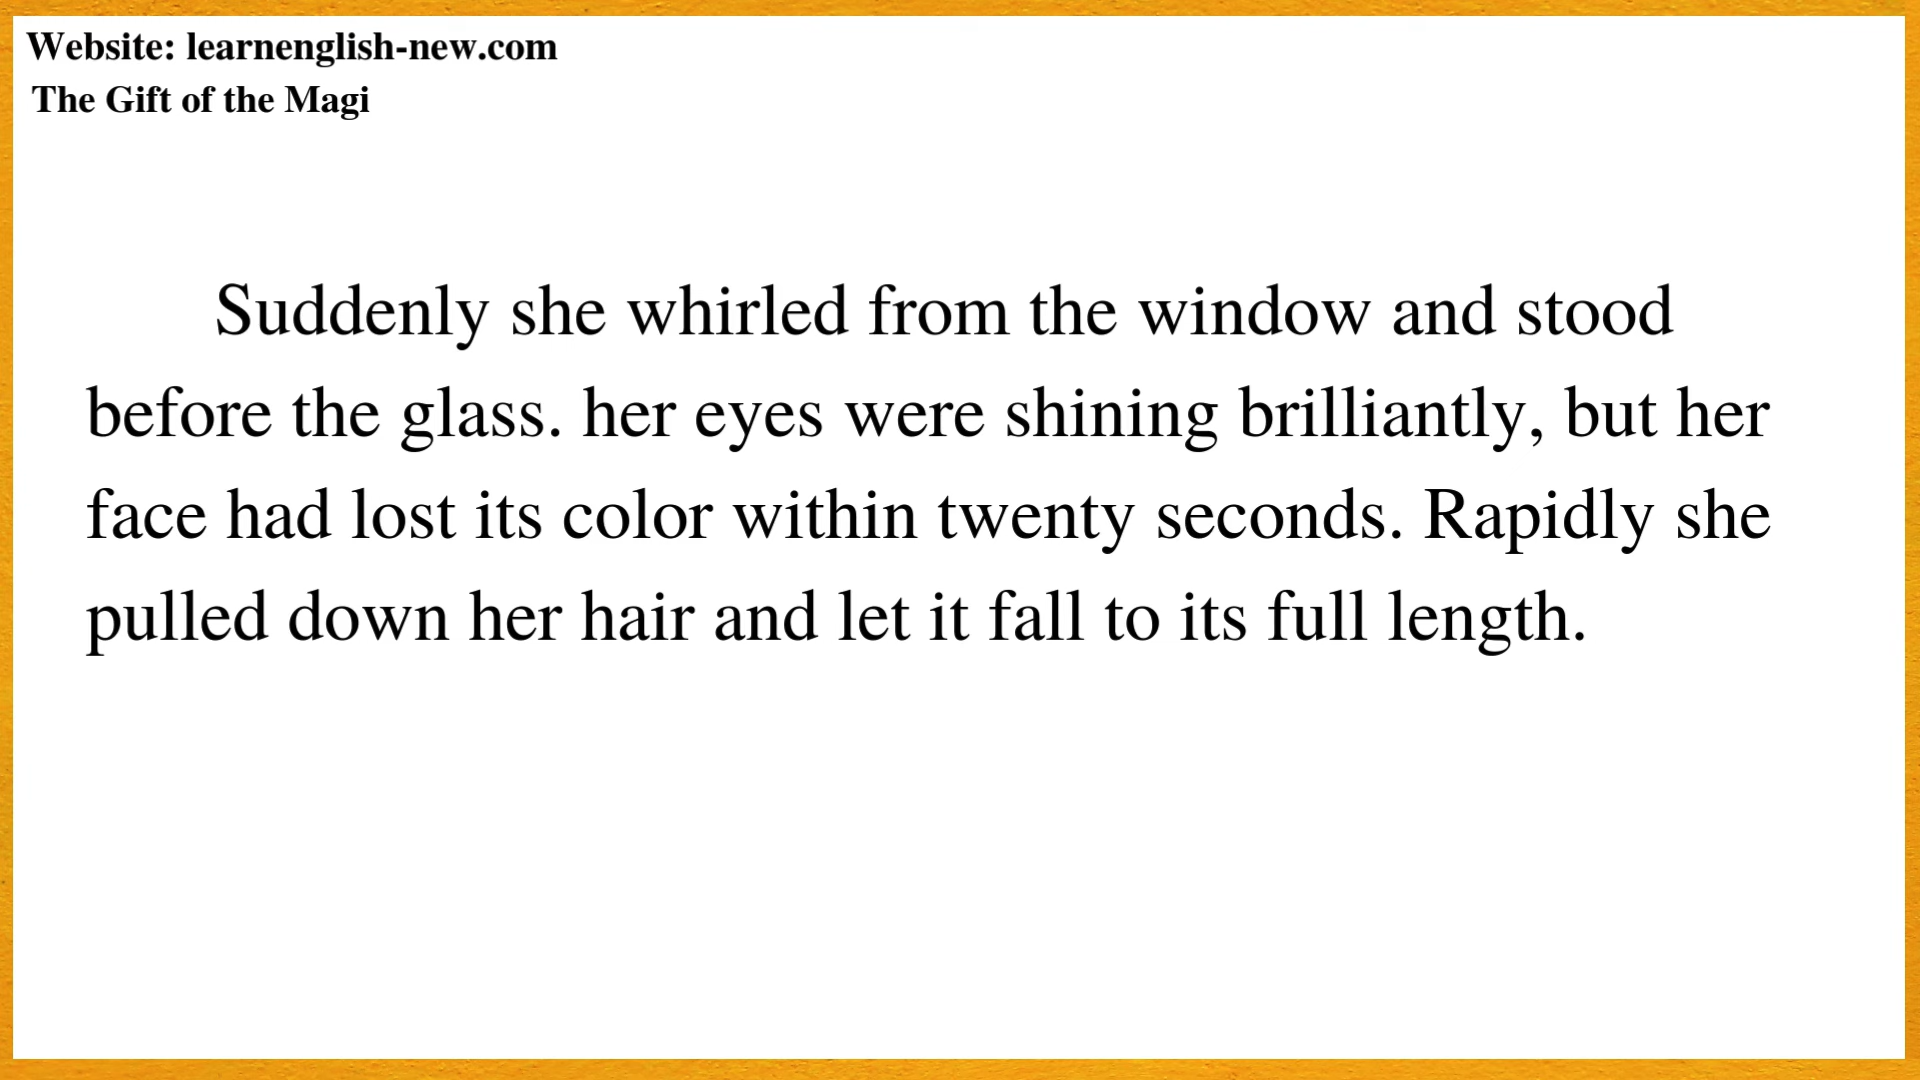 Website: learnenglish-new.com
The Gift of the Magi
Suddenly she whirled from the window and stood
before the glass. her eyes were shining brilliantly, but her
face had lost its color within twenty seconds. Rapidly she
pulled down her hair and let it fall to its full length.